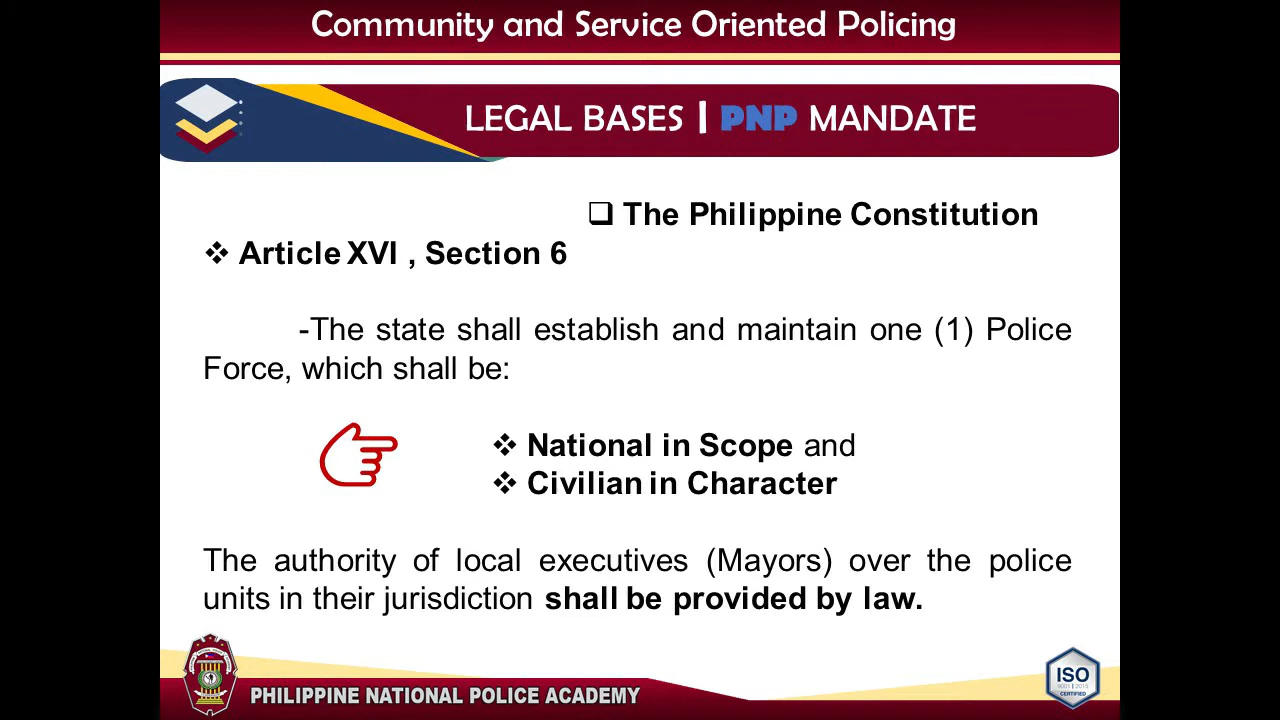 Community and Service Oriented Policing
LEGAL BASES | PNP MANDATE
❑ The Philippine Constitution
❖ Article XVI , Section 6
-The state shall establish and maintain one (1) Police
Force, which shall be:
❖ National in Scope and
❖ Civilian in Character
The authority of local executives (Mayors) over the police
units in their jurisdiction shall be provided by law.
PHILIPPINE NATIONAL POLICE ACADEMY
ISO
9001 | 2015
CERTIFIED